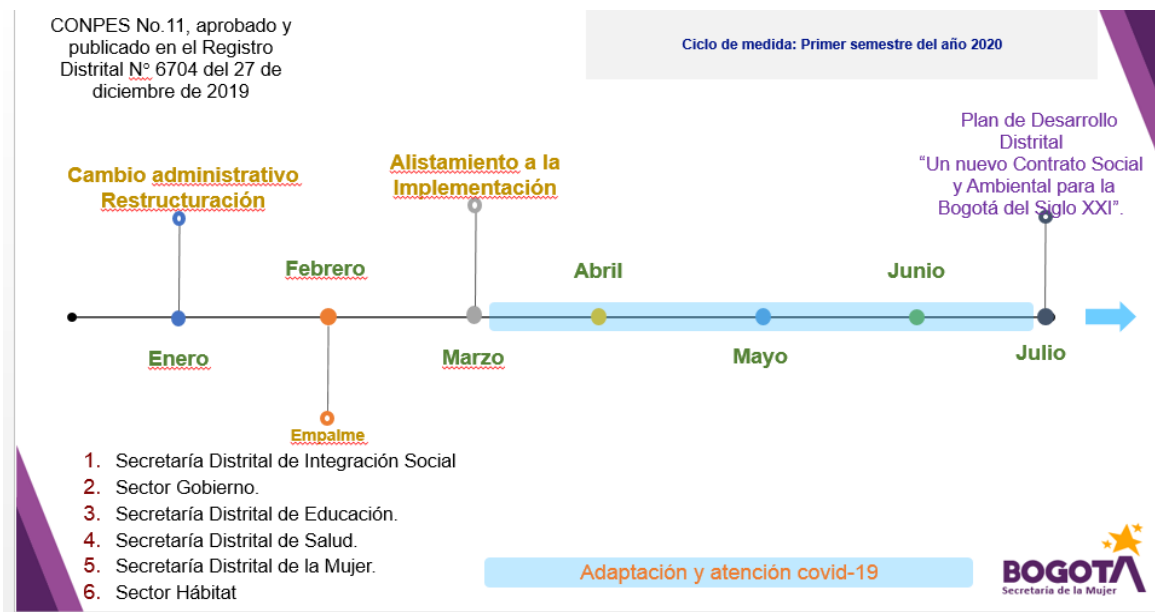 CONPES No.11, aprobado y
publicado en el Registro
Distrital N° 6704 del 27 de
diciembre de 2019
Ciclo de medida: Primer semestre del año 2020
Plan de Desarrollo
Distrital
“Un nuevo Contrato Social
y Ambiental para la
Bogotá del Siglo XXI”.
Cambio administrativo
Restructuración
Alistamiento a la
Implementación
Febrero
Abril
Junio
Enero
Marzo
Mayo
Julio
Empalme
1. Secretaría Distrital de Integración Social
2. Sector Gobierno.
3. Secretaría Distrital de Educación.
4. Secretaría Distrital de Salud.
5. Secretaría Distrital de la Mujer.
6. Sector Hábitat
Adaptación y atención covid-19
BOGOTÁ
Secretaría de la Mujer